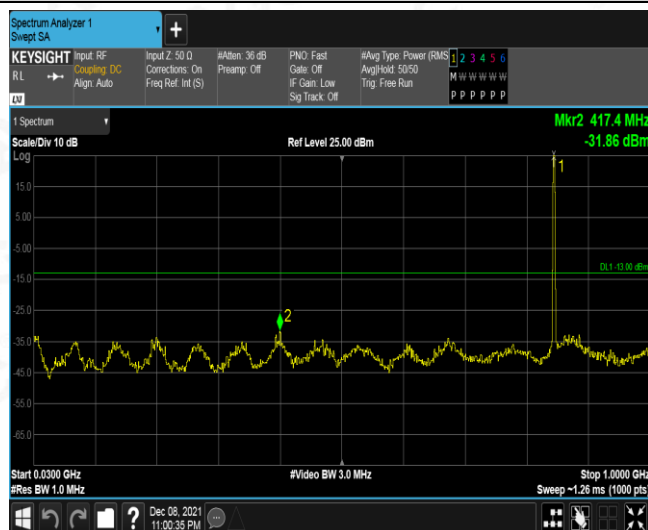 Spectrum Analyzer 1
Swept SA
+
KEYSIGHT
RL
LXI
Input: RF
Coupling: DC
Align: Auto
Input Z: 50 Ω
Corrections: On
Freq Ref: Int (S)
#Atten: 36 dB
Preamp: Off
PNO: Fast
Gate: Off
IF Gain: Low
Sig Track: Off
#Avg Type: Power (RMS
Avg|Hold: 50/50
Trig: Free Run
1 2 3 4 5 6
M W W W W W
P P P P P P
1 Spectrum
Scale/Div 10 dB
Ref Level 25.00 dBm
Mkr2 417.4 MHz
-31.86 dBm
Log
1
15.0
5.00
-5.00
DL1 -13.00 dBm
-15.0
-25.0
2
-35.0
-45.0
-55.0
-65.0
Start 0.0300 GHz
#Res BW 1.0 MHz
#Video BW 3.0 MHz
Stop 1.0000 GHz
Sweep ~1.26 ms (1000 pts)
?
Dec 08, 2021
11:00:35 PM